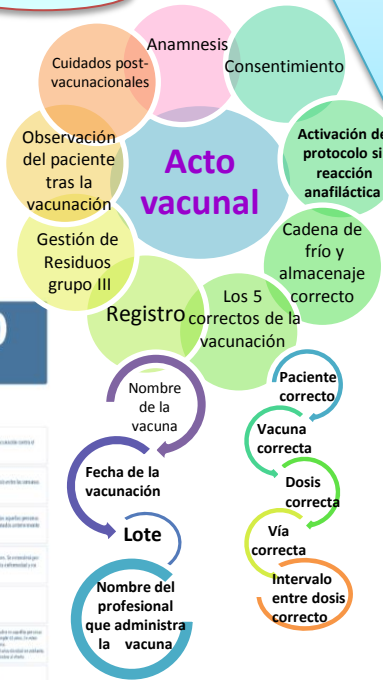 Anamnesis
Consentimiento
Activación de
protocolo si
reacción
anafiláctica
Cadena de
frío y
almacenaje
correcto
Los 5
correctos de la
vacunación
Registro
Gestión de
Residuos
grupo III
Observación
del paciente
tras la
vacunación
Cuidados post-
vacunacionales
Acto
vacunal
Nombre
de la
vacuna
Fecha de la
vacunación
Lote
Nombre del
profesional
que administra
la vacuna
Paciente
correcto
Vacuna
correcta
Dosis
correcta
Vía
correcta
Intervalo
entre dosis
correcto